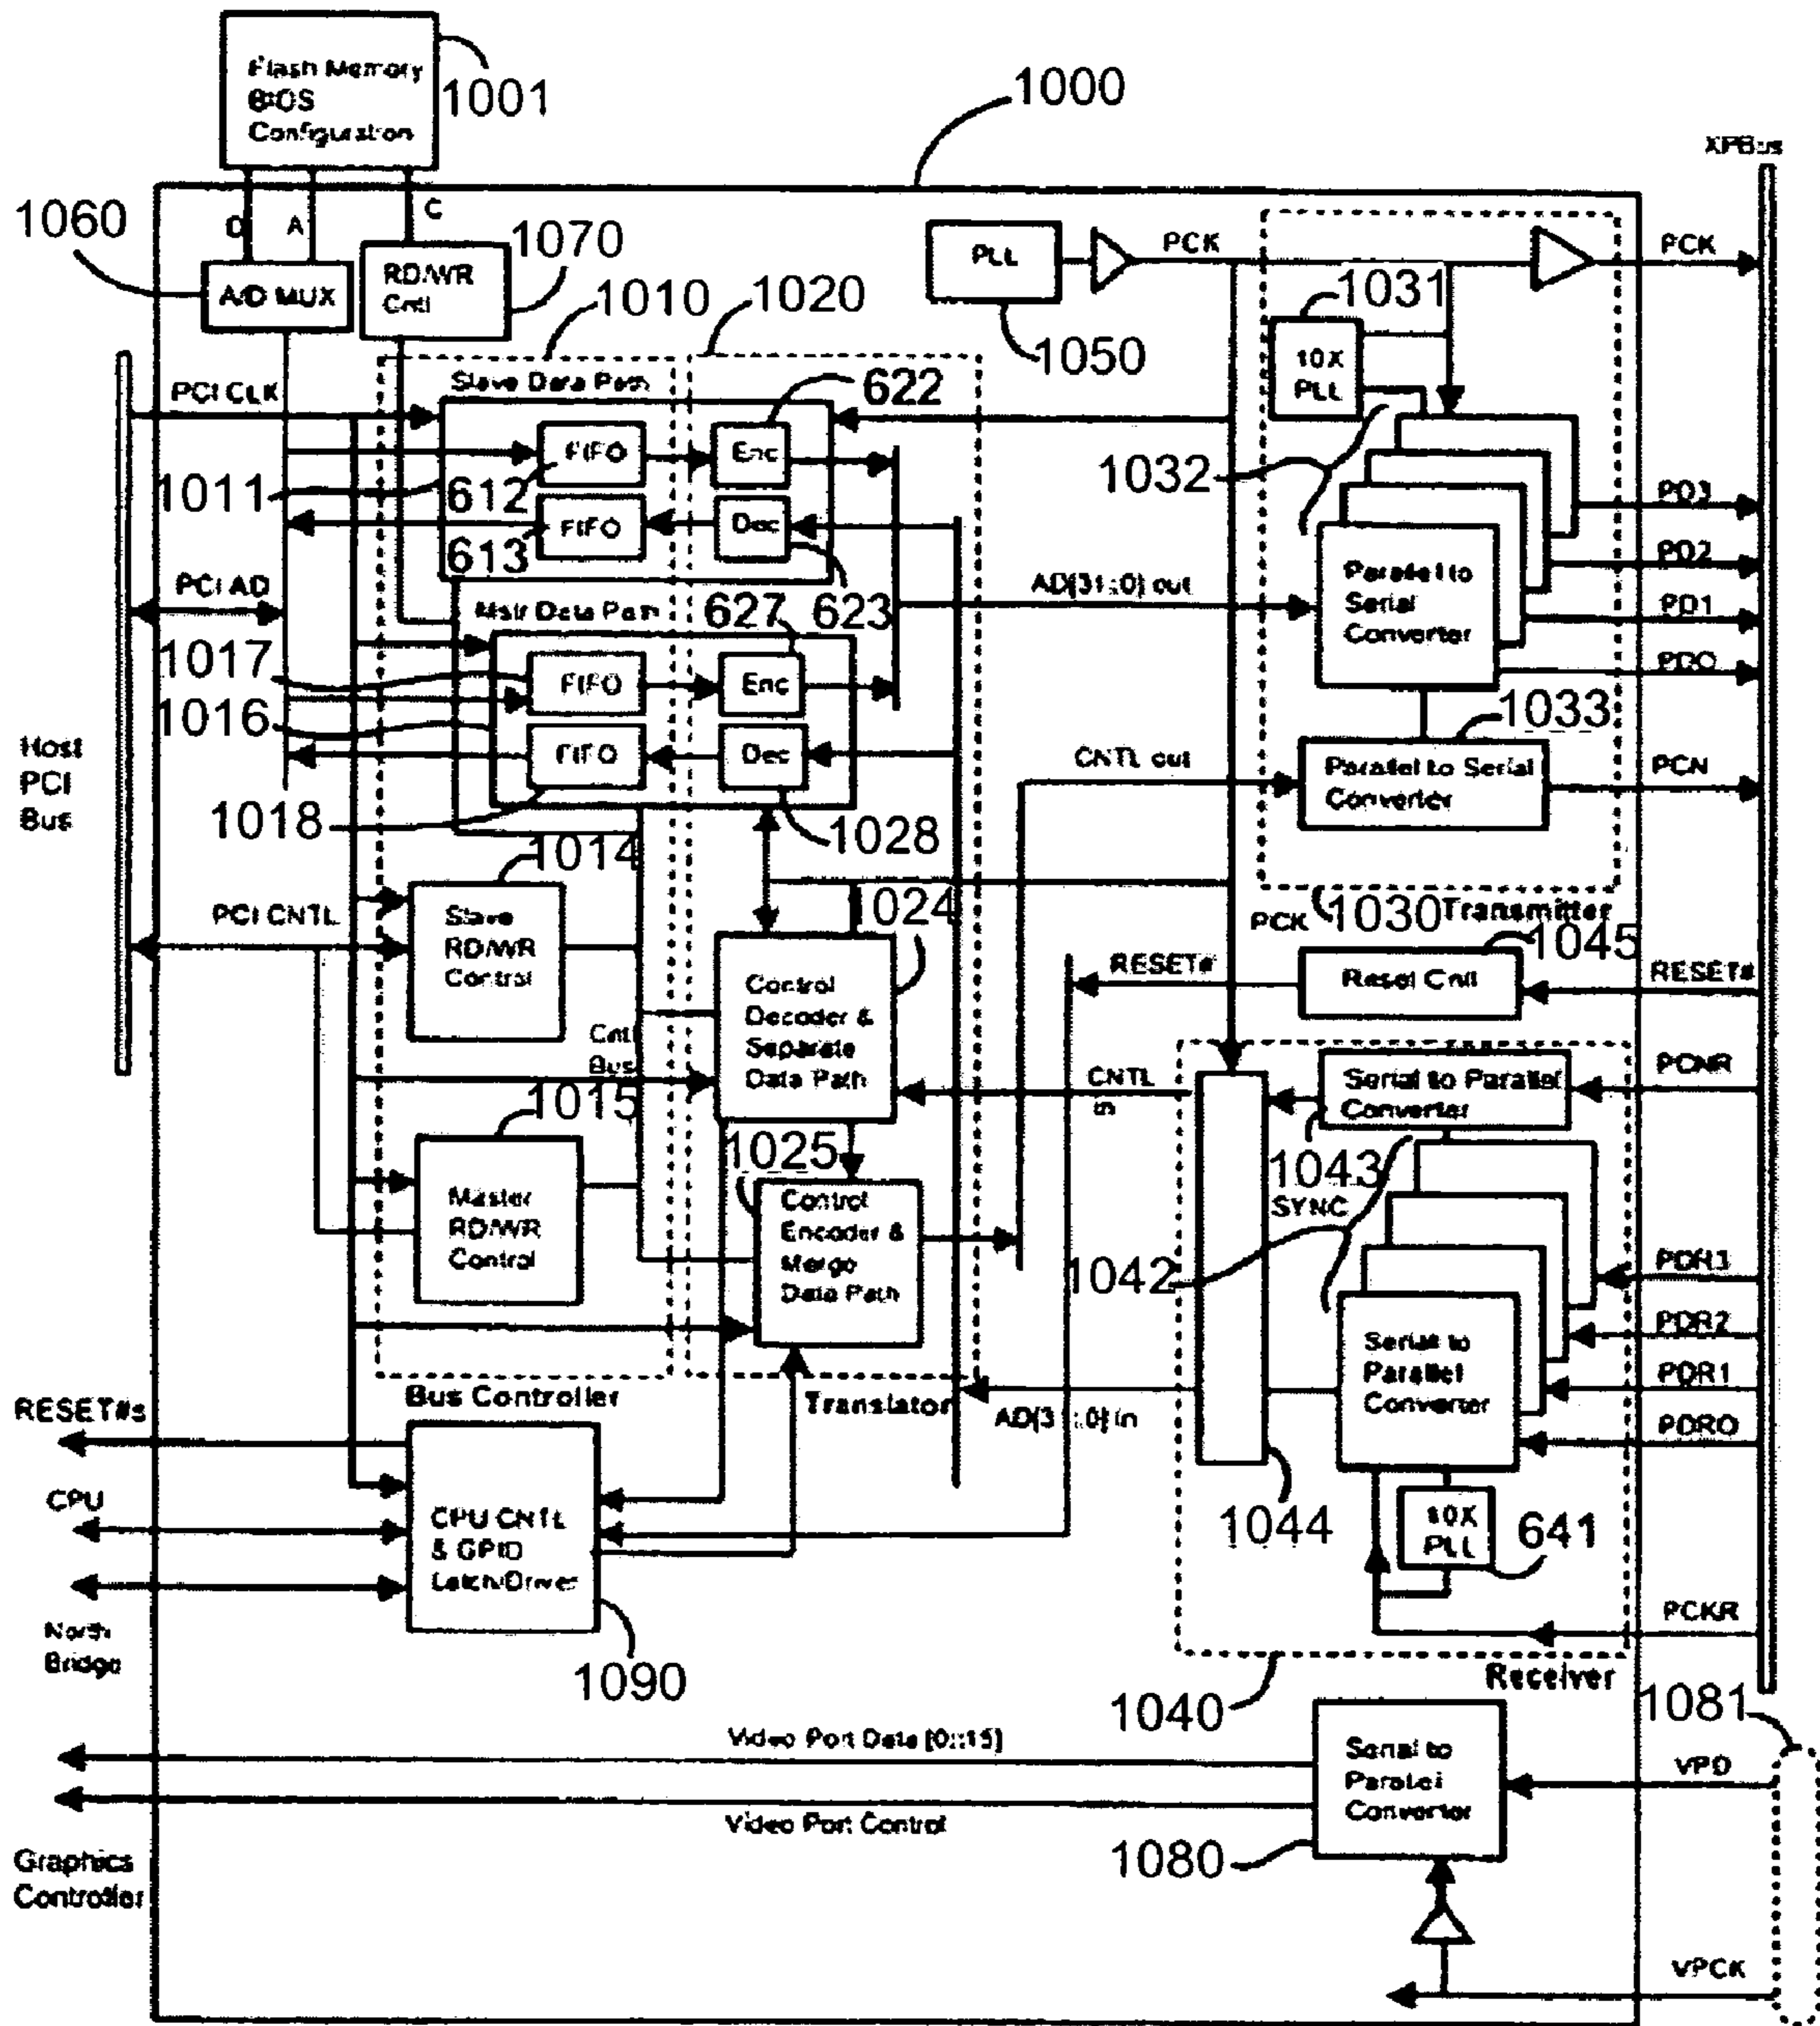 Flash Memory
BIOS
Configuration
1001
1000
XPBus
D
A
C
1060
1070
A/D MUX
RD/WR
Cntl
1010
1020
PLL
PCK
PCK
1031
1050
10X
PLL
PCI CLK
Slave Data Path
622
FIFO
Enc
1032
1011
612
PD3
FIFO
Dec
613
PD2
PCI AD
AD[31::0] out
Parallel to
Serial
Converter
Mstr Data Path
627
623
PD1
1017
FIFO
Enc
PD0
1016
1033
Host
PCI
Bus
FIFO
Dec
CNTL out
Parallel to Serial
Converter
PCN
1018
1028
1014
1024
PCI CNTL
Slave
RD/WR
Control
PCK
1030
Transmitter
1045
RESET#
Reset Cntl
RESET#
Control
Decoder &
Separate
Data Path
Cntl
Bus
CNTL
in
Serial to Parallel
Converter
PCNR
1015
1025
1043
SYNC
Master
RD/WR
Control
Control
Encoder &
Merge
Data Path
1042
PDR3
PDR2
Serial to
Parallel
Converter
PDR1
Bus Controller
Translator
AD[31::0] in
PDR0
RESET#s
CPU
CPU CNTL
& GPIO
Latch/Driver
1044
10X
PLL
641
PCKR
North
Bridge
1090
Receiver
1040
1081
Video Port Data [0::15]
Serial to
Parallel
Converter
VPD
Video Port Control
1080
Graphics
Controller
VPCK